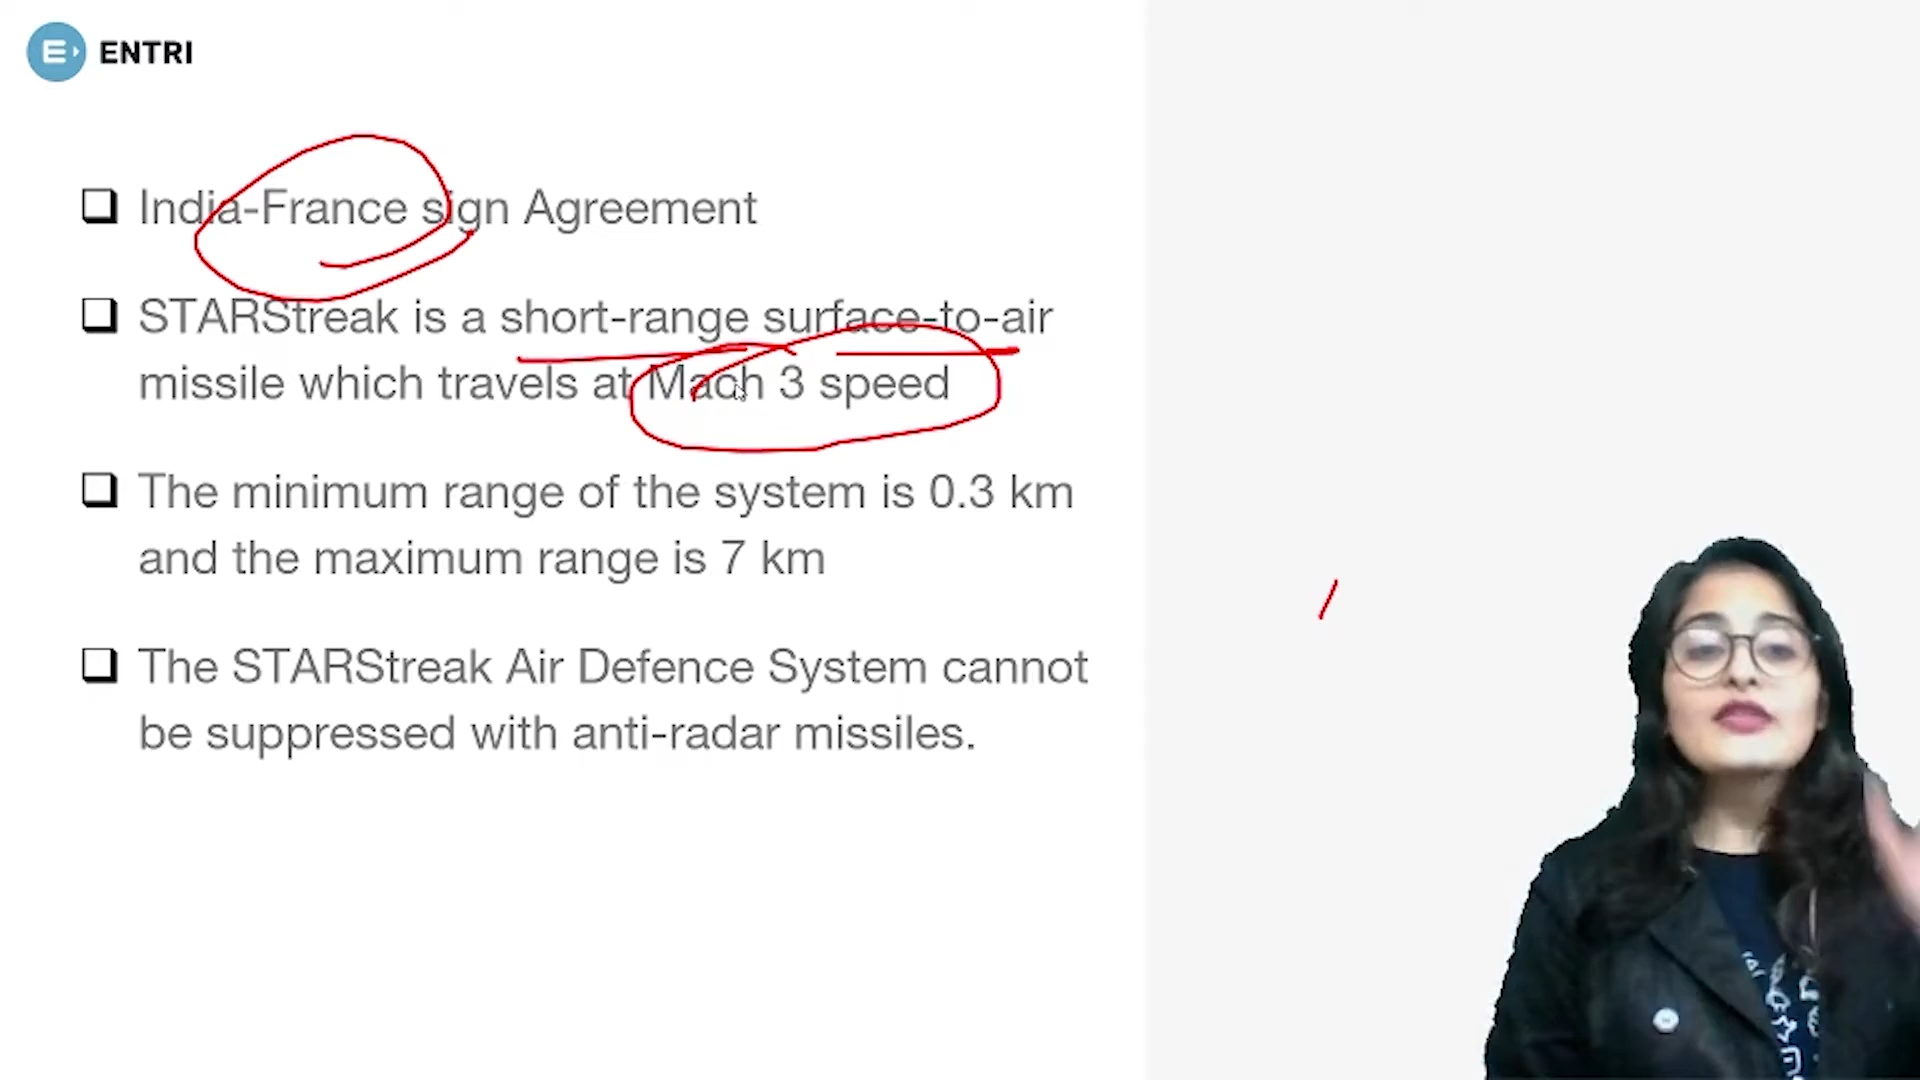 ENTRI
India-France sign Agreement
STARStreak is a short-range surface-to-air
missile which travels at Mach 3 speed
The minimum range of the system is 0.3 km
and the maximum range is 7 km
The STARStreak Air Defence System cannot
be suppressed with anti-radar missiles.